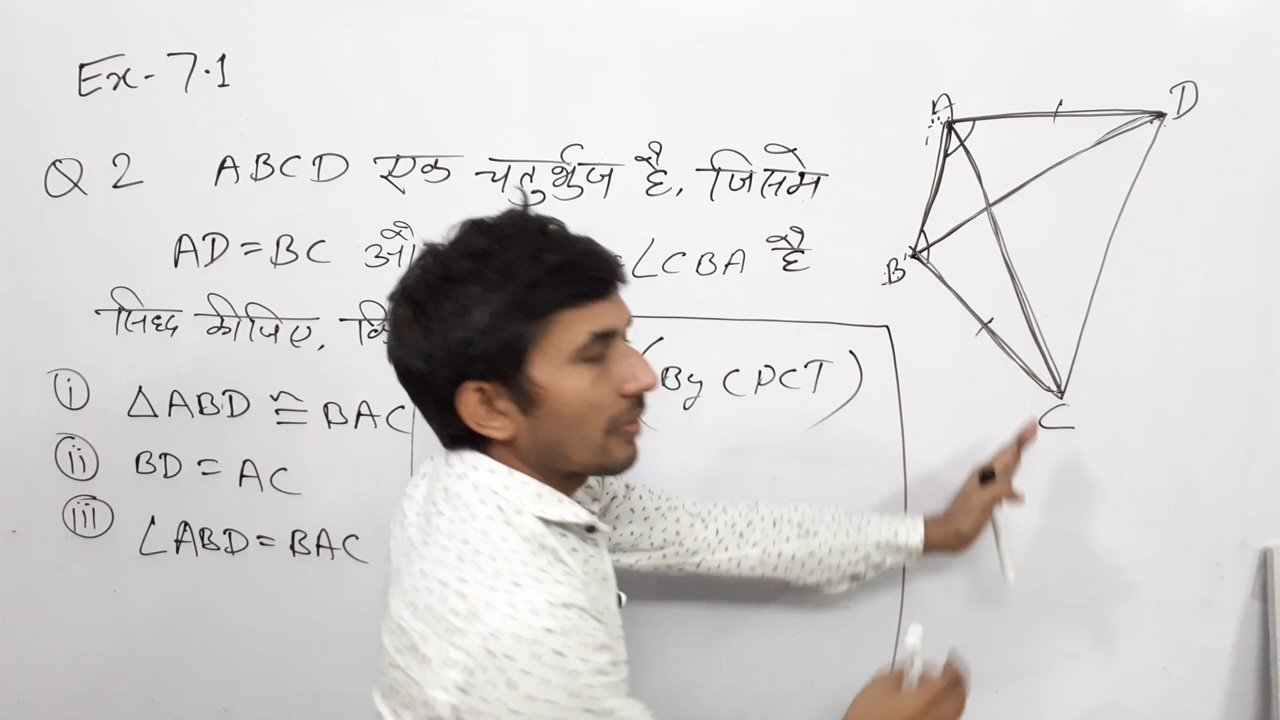 Ex-7.1
Q 2 ABCD एक चतुर्भुज है, जिसमे
AD=BC ∠CBA है
सिध्द कीजिए,
(i) △ABD ≅ BAC
(ii) BD = AC
(iii) ∠ABD = BAC
(By CPCT)
A
D
B
C